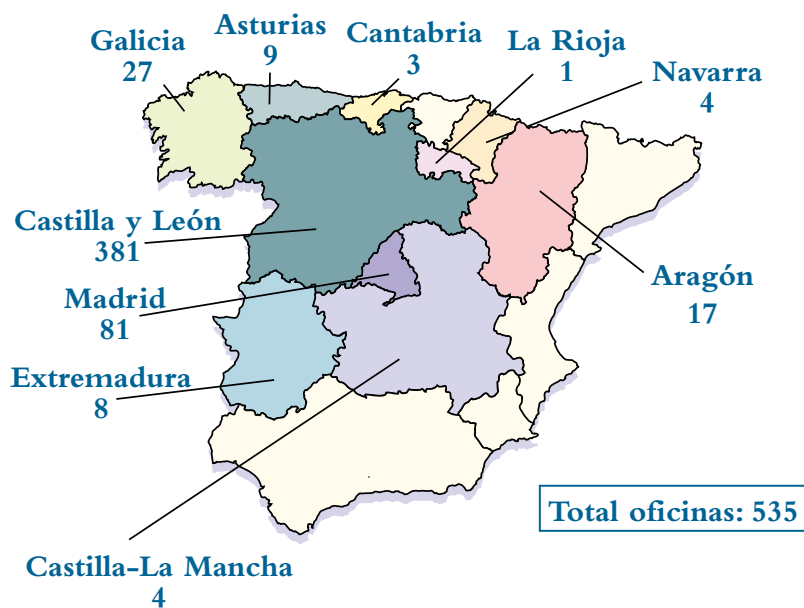 Galicia
27
Asturias
9
Cantabria
3
La Rioja
1
Navarra
4
Castilla y León
381
Madrid
81
Aragón
17
Extremadura
8
Castilla-La Mancha
4
Total oficinas: 535